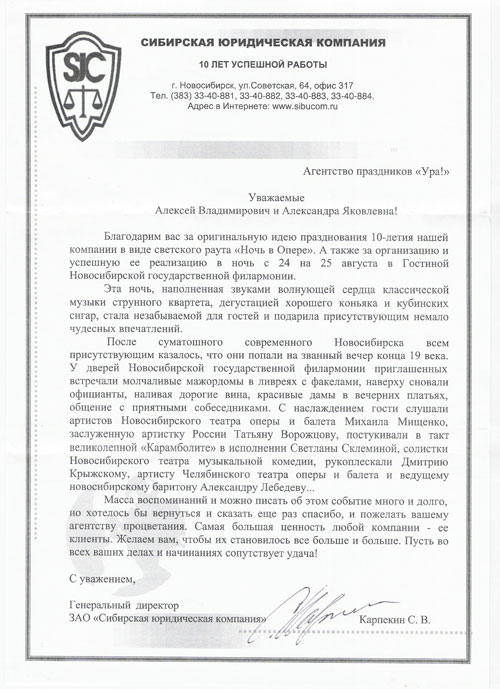 SJC
СИБИРСКАЯ ЮРИДИЧЕСКАЯ КОМПАНИЯ
10 ЛЕТ УСПЕШНОЙ РАБОТЫ
г. Новосибирск, ул.Советская, 64, офис 317
Тел. (383) 33-40-881, 33-40-882, 33-40-883, 33-40-884.
Адрес в Интернете: www.sibucom.ru
Агентство праздников «Ура!»
Уважаемые
Алексей Владимирович и Александра Яковлевна!
Благодарим вас за оригинальную идею празднования 10-летия нашей
компании в виде светского раута «Ночь в Опере». А также за организацию и
успешную ее реализацию в ночь с 24 на 25 августа в Гостиной
Новосибирской государственной филармонии.
Эта ночь, наполненная звуками волнующей сердца классической
музыки струнного квартета, дегустацией хорошего коньяка и кубинских
сигар, стала незабываемой для гостей и подарила присутствующим немало
чудесных впечатлений.
После суматошного современного Новосибирска всем
присутствующим казалось, что они попали на званный вечер конца 19 века.
У дверей Новосибирской государственной филармонии приглашенных
встречали молчаливые мажордомы в ливреях с факелами, наверху сновали
официанты, наливая дорогие вина, красивые дамы в вечерних платьях,
общение с приятными собеседниками. С наслаждением гости слушали
артистов Новосибирского театра оперы и балета Михаила Мищенко,
заслуженную артистку России Татьяну Ворожцову, постукивали в такт
великолепной «Карамболите» в исполнении Светланы Склеминой, солистки
Новосибирского театра музыкальной комедии, рукоплескали Дмитрию
Крыжскому, артисту Челябинского театра оперы и балета и ведущему
новосибирскому баритону Александру Лебедеву...
Масса воспоминаний и можно писать об этом событие много и долго,
но хотелось бы вернуться и сказать еще раз спасибо, и пожелать вашему
агентству процветания. Самая большая ценность любой компании - ее
клиенты. Желаем вам, чтобы их становилось все больше и больше. Пусть во
всех ваших делах и начинаниях сопутствует удача!
С уважением,
Генеральный директор
ЗАО «Сибирская юридическая компания» Карпекин С. В.